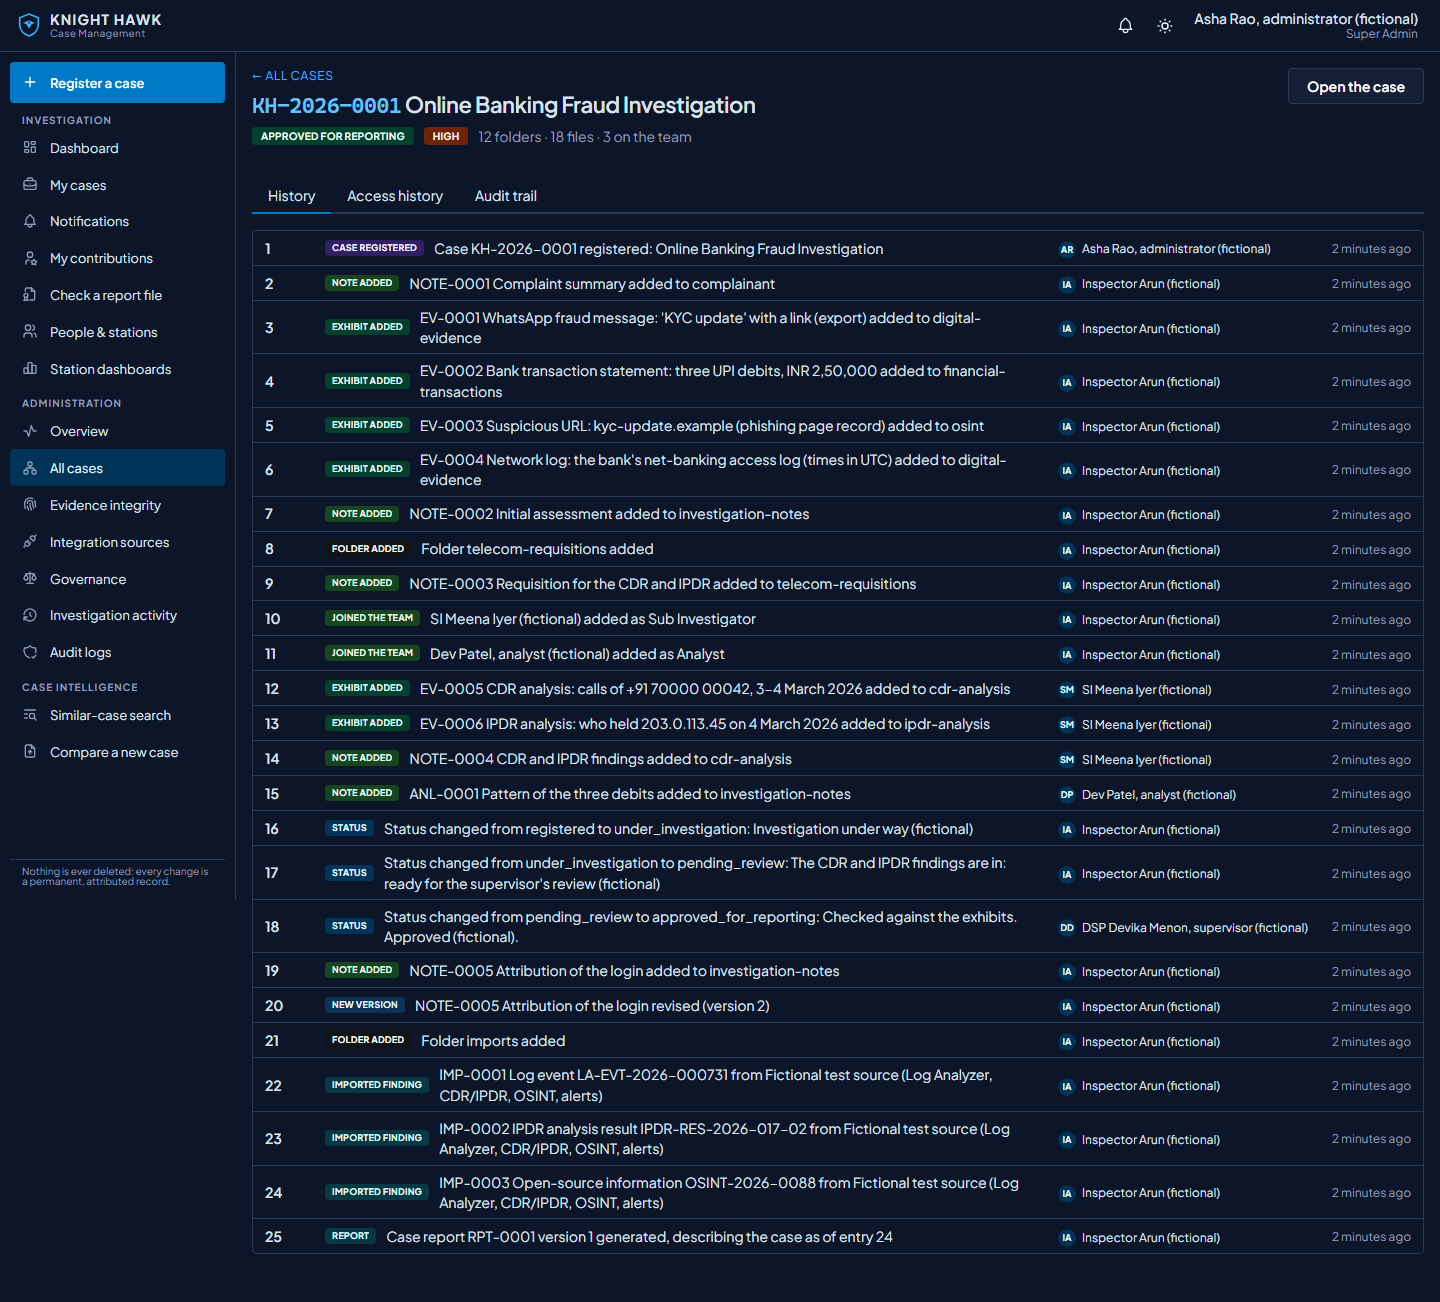 KNIGHT HAWK
Case Management
Asha Rao, administrator (fictional)
Super Admin
Register a case
INVESTIGATION
Dashboard
My cases
Notifications
My contributions
Check a report file
People & stations
Station dashboards
ADMINISTRATION
Overview
All cases
Evidence integrity
Integration sources
Governance
Investigation activity
Audit logs
CASE INTELLIGENCE
Similar-case search
Compare a new case
Nothing is ever deleted: every change is
a permanent, attributed record.
← ALL CASES
KH-2026-0001 Online Banking Fraud Investigation
Open the case
APPROVED FOR REPORTING HIGH 12 folders · 18 files · 3 on the team
History Access history Audit trail
1 CASE REGISTERED Case KH-2026-0001 registered: Online Banking Fraud Investigation AR Asha Rao, administrator (fictional) 2 minutes ago
2 NOTE ADDED NOTE-0001 Complaint summary added to complainant IA Inspector Arun (fictional) 2 minutes ago
3 EXHIBIT ADDED EV-0001 WhatsApp fraud message: 'KYC update' with a link (export) added to digital-
evidence IA Inspector Arun (fictional) 2 minutes ago
4 EXHIBIT ADDED EV-0002 Bank transaction statement: three UPI debits, INR 2,50,000 added to financial-
transactions IA Inspector Arun (fictional) 2 minutes ago
5 EXHIBIT ADDED EV-0003 Suspicious URL: kyc-update.example (phishing page record) added to osint IA Inspector Arun (fictional) 2 minutes ago
6 EXHIBIT ADDED EV-0004 Network log: the bank's net-banking access log (times in UTC) added to digital-
evidence IA Inspector Arun (fictional) 2 minutes ago
7 NOTE ADDED NOTE-0002 Initial assessment added to investigation-notes IA Inspector Arun (fictional) 2 minutes ago
8 FOLDER ADDED Folder telecom-requisitions added IA Inspector Arun (fictional) 2 minutes ago
9 NOTE ADDED NOTE-0003 Requisition for the CDR and IPDR added to telecom-requisitions IA Inspector Arun (fictional) 2 minutes ago
10 JOINED THE TEAM SI Meena Iyer (fictional) added as Sub Investigator IA Inspector Arun (fictional) 2 minutes ago
11 JOINED THE TEAM Dev Patel, analyst (fictional) added as Analyst IA Inspector Arun (fictional) 2 minutes ago
12 EXHIBIT ADDED EV-0005 CDR analysis: calls of +91 70000 00042, 3–4 March 2026 added to cdr-analysis SM SI Meena Iyer (fictional) 2 minutes ago
13 EXHIBIT ADDED EV-0006 IPDR analysis: who held 203.0.113.45 on 4 March 2026 added to ipdr-analysis SM SI Meena Iyer (fictional) 2 minutes ago
14 NOTE ADDED NOTE-0004 CDR and IPDR findings added to cdr-analysis SM SI Meena Iyer (fictional) 2 minutes ago
15 NOTE ADDED ANL-0001 Pattern of the three debits added to investigation-notes DP Dev Patel, analyst (fictional) 2 minutes ago
16 STATUS Status changed from registered to under_investigation: Investigation under way (fictional) IA Inspector Arun (fictional) 2 minutes ago
17 STATUS Status changed from under_investigation to pending_review: The CDR and IPDR findings are in:
ready for the supervisor's review (fictional) IA Inspector Arun (fictional) 2 minutes ago
18 STATUS Status changed from pending_review to approved_for_reporting: Checked against the exhibits.
Approved (fictional). DD DSP Devika Menon, supervisor (fictional) 2 minutes ago
19 NOTE ADDED NOTE-0005 Attribution of the login added to investigation-notes IA Inspector Arun (fictional) 2 minutes ago
20 NEW VERSION NOTE-0005 Attribution of the login revised (version 2) IA Inspector Arun (fictional) 2 minutes ago
21 FOLDER ADDED Folder imports added IA Inspector Arun (fictional) 2 minutes ago
22 IMPORTED FINDING IMP-0001 Log event LA-EVT-2026-000731 from Fictional test source (Log Analyzer,
CDR/IPDR, OSINT, alerts) IA Inspector Arun (fictional) 2 minutes ago
23 IMPORTED FINDING IMP-0002 IPDR analysis result IPDR-RES-2026-017-02 from Fictional test source (Log
Analyzer, CDR/IPDR, OSINT, alerts) IA Inspector Arun (fictional) 2 minutes ago
24 IMPORTED FINDING IMP-0003 Open-source information OSINT-2026-0088 from Fictional test source (Log
Analyzer, CDR/IPDR, OSINT, alerts) IA Inspector Arun (fictional) 2 minutes ago
25 REPORT Case report RPT-0001 version 1 generated, describing the case as of entry 24 IA Inspector Arun (fictional) 2 minutes ago